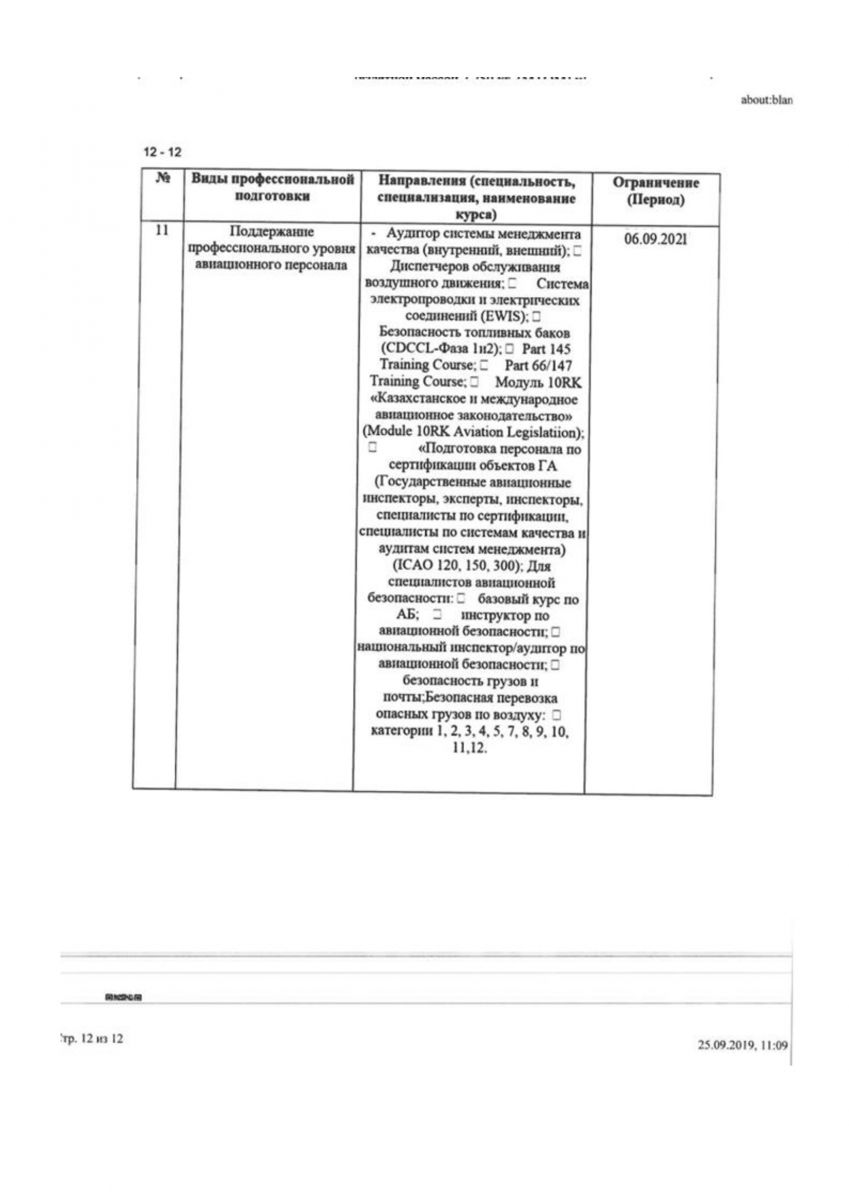 about:blan
12 - 12
№
Виды профессиональной
подготовки
Направления (специальность,
специализация, наименование
курса)
Ограничение
(Период)
11
Поддержание
профессионального уровня
авиационного персонала
- Аудитор системы менеджмента
качества (внутренний, внешний); □
Диспетчеров обслуживания
воздушного движения; □ Система
электропроводки и электрических
соединений (EWIS); □
Безопасность топливных баков
(CDCCL-Фаза 1и2); □ Part 145
Training Course; □ Part 66/147
Training Course; □ Модуль 10RK
«Казахстанское и международное
авиационное законодательство»
(Module 10RK Aviation Legislatiion);
□ «Подготовка персонала по
сертификации объектов ГА
(Государственные авиационные
инспекторы, эксперты, инспекторы,
специалисты по сертификации,
специалисты по системам качества и
аудитам систем менеджмента)
(ICAO 120, 150, 300); Для
специалистов авиационной
безопасности: □ базовый курс по
АБ; □ инструктор по
авиационной безопасности; □
национальный инспектор/аудитор по
авиационной безопасности; □
безопасность грузов и
почты;Безопасная перевозка
опасных грузов по воздуху: □
категории 1, 2, 3, 4, 5, 7, 8, 9, 10,
11,12.
06.09.2021
тр. 12 из 12
25.09.2019, 11:09